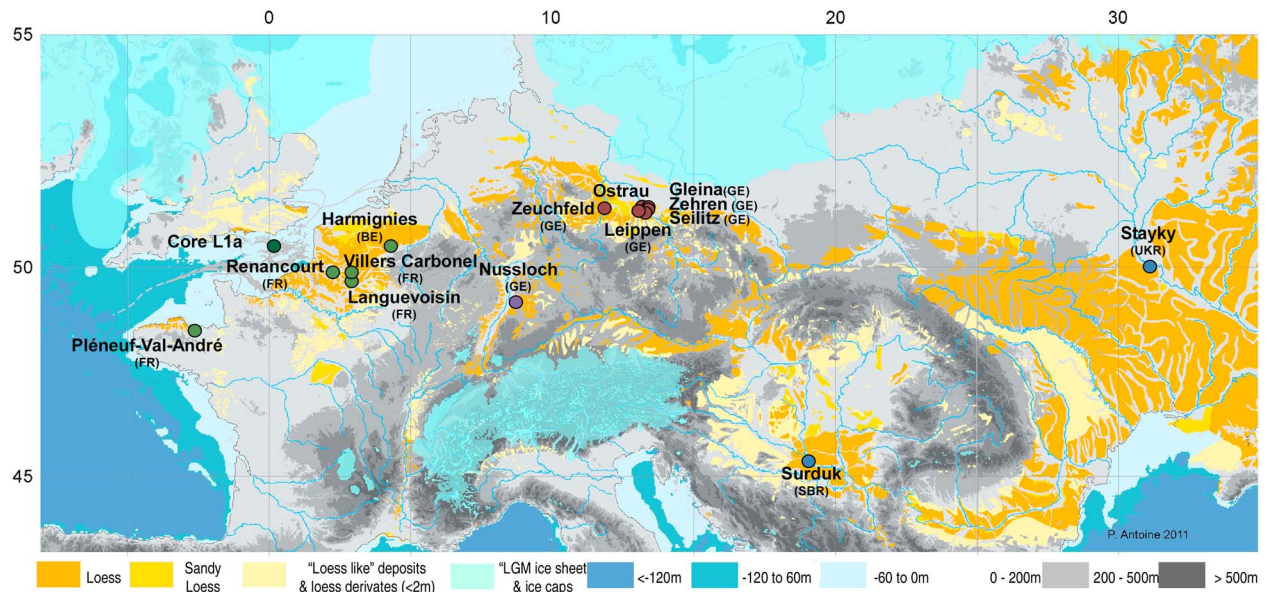 0 10 20 30
55
50
45
Core L1a
Harmignies
(BE)
Renancourt
(FR)
Villers Carbonel
(FR)
Languevoisin
(FR)
Pléneuf-Val-André
(FR)
Nussloch
(GE)
Zeuchfeld
(GE)
Ostrau
Gleina(GE)
Zehren (GE)
Seilitz (GE)
Leippen
(GE)
Stayky
(UKR)
Surduk
(SBR)
P. Antoine 2011
Loess
Sandy
Loess
"Loess like" deposits
& loess derivates (<2m)
"LGM ice sheet
& ice caps
<-120m
-120 to 60m
-60 to 0m
0 - 200m
200 - 500m
> 500m